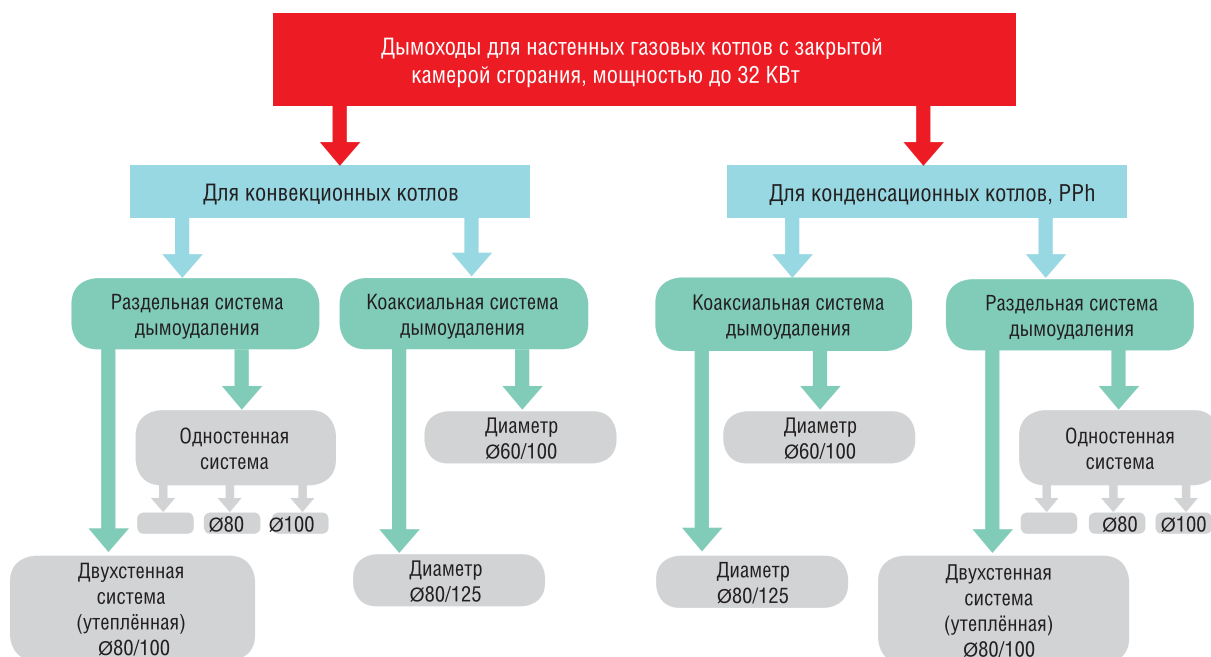 Дымоходы для настенных газовых котлов с закрытой
камерой сгорания, мощностью до 32 КВт
Для конвекционных котлов
Для конденсационных котлов, PPh
Раздельная система
дымоудаления
Коаксиальная система
дымоудаления
Коаксиальная система
дымоудаления
Раздельная система
дымоудаления
Одностенная
система
Диаметр
Ø60/100
Диаметр
Ø60/100
Одностенная
система
Ø80
Ø100
Ø80
Ø100
Двухстенная
система
(утеплённая)
Ø80/100
Диаметр
Ø80/125
Диаметр
Ø80/125
Двухстенная
система
(утеплённая)
Ø80/100